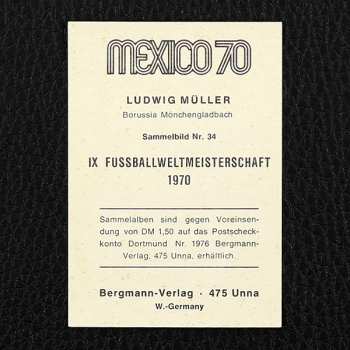 MEXICO 70
LUDWIG MÜLLER
Borussia Mönchengladbach
Sammelbild Nr. 34
IX FUSSBALLWELTMEISTERSCHAFT
1970
Sammelalben sind gegen Voreinsen-
dung von DM 1,50 auf das Postscheck-
konto Dortmund Nr. 1976 Bergmann-
Verlag, 475 Unna, erhältlich.
Bergmann-Verlag · 475 Unna
W.-Germany